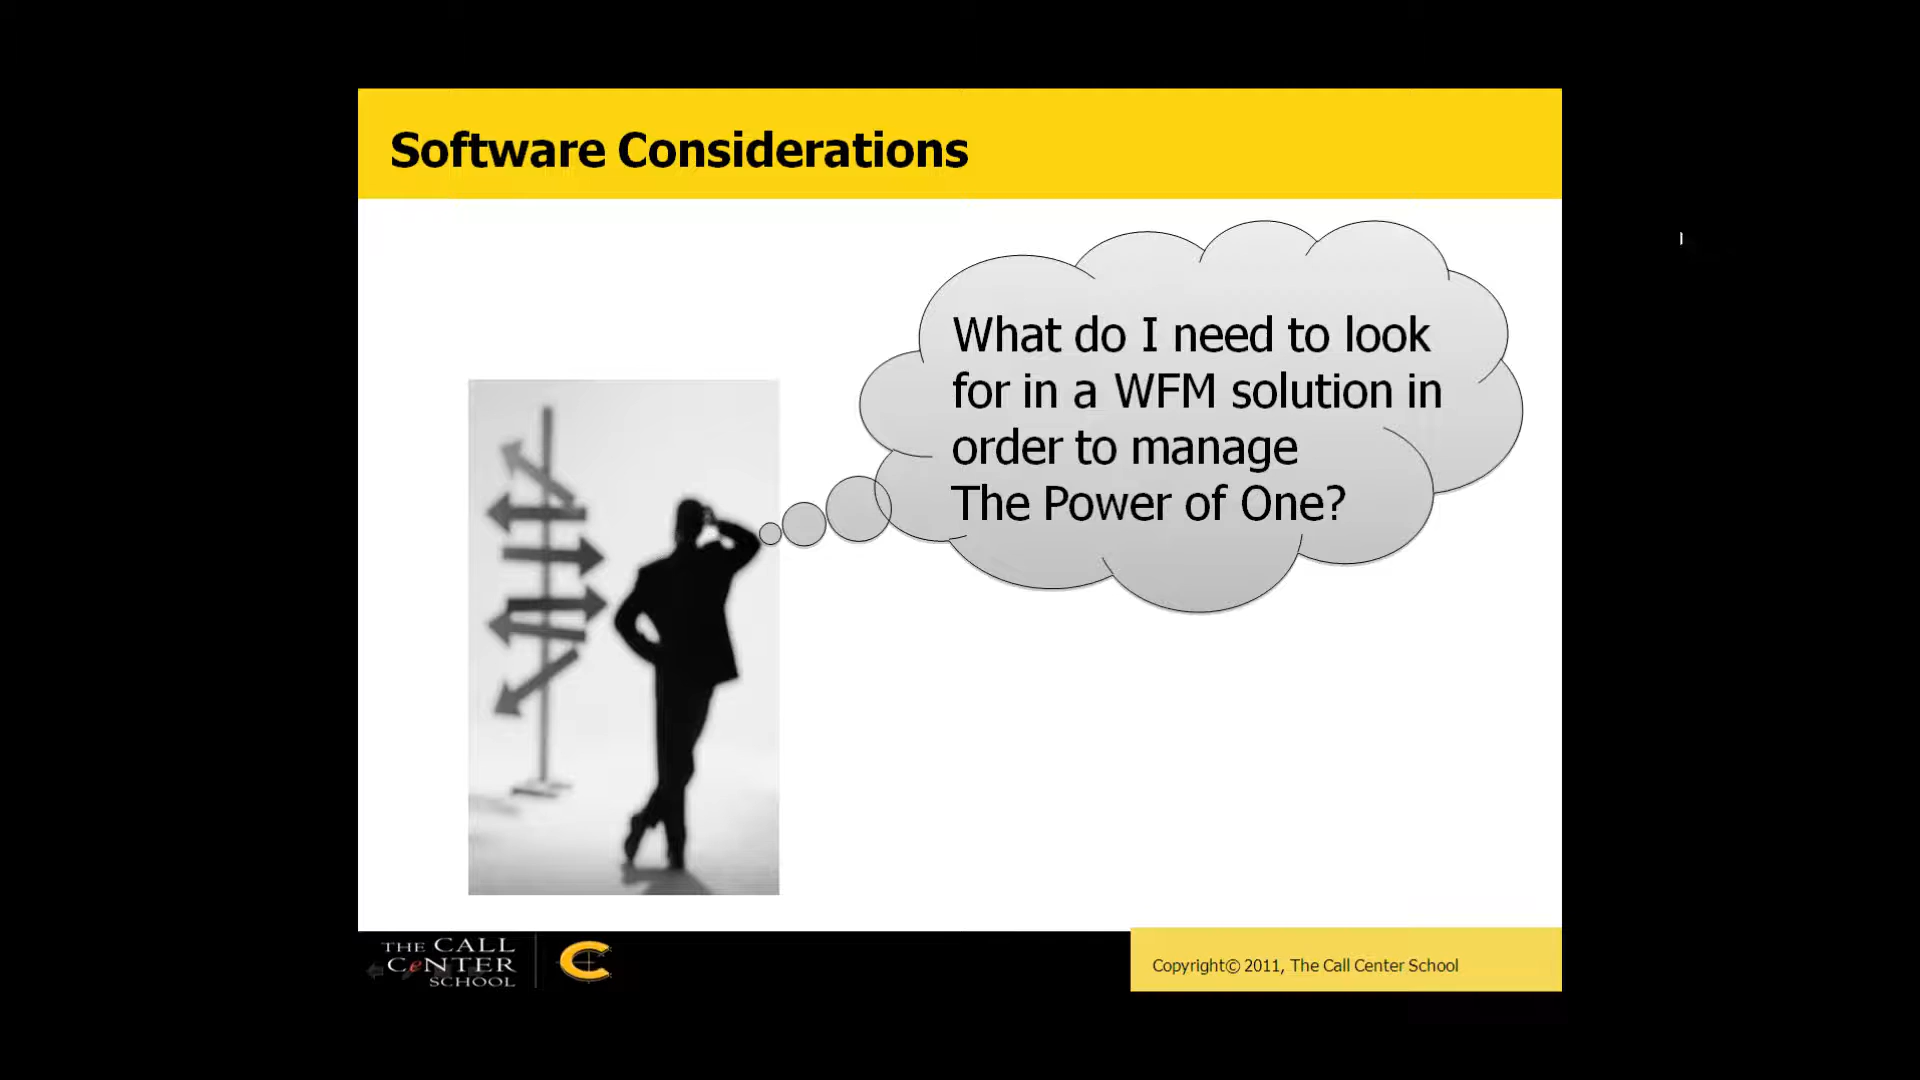 Software Considerations
What do I need to look
for in a WFM solution in
order to manage
The Power of One?
THE CALL
CeNTER
SCHOOL
Copyright© 2011, The Call Center School